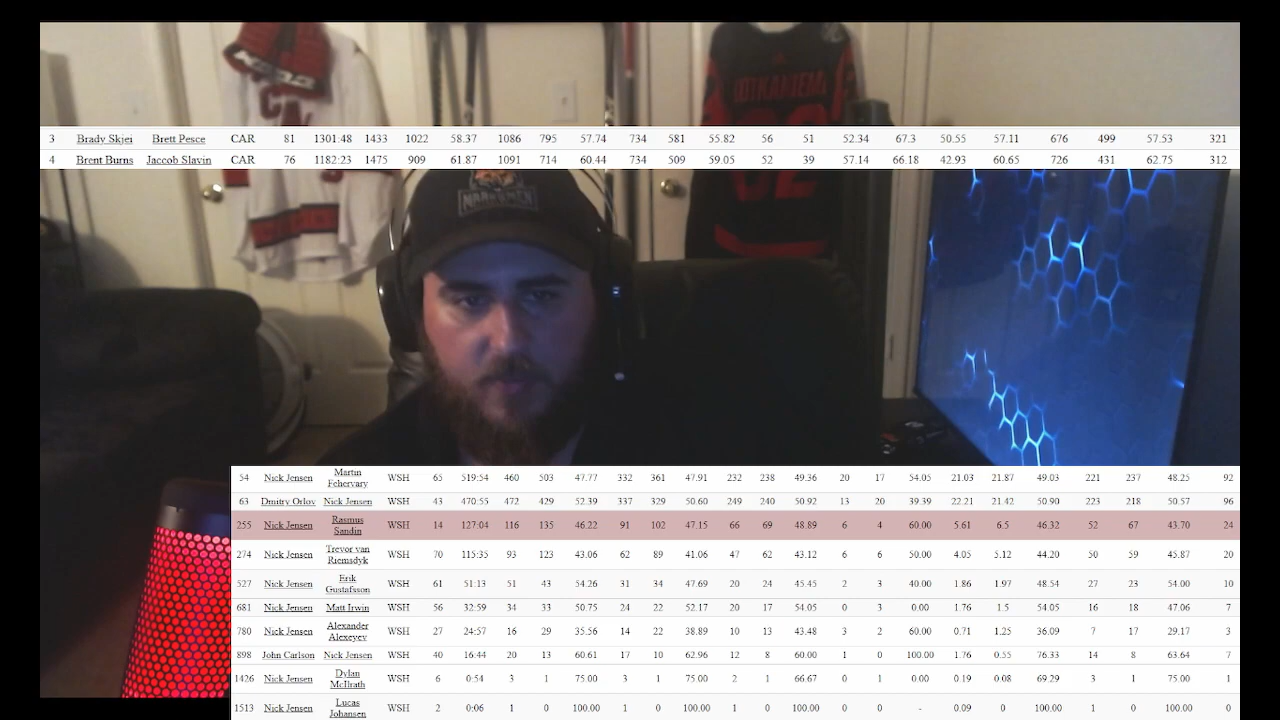 KOTKANIEMI
3 Brady Skjei Brett Pesce CAR 81 1301:48 1433 1022 58.37 1086 795 57.74 734 581 55.82 56 51 52.34 67.3 50.55 57.11 676 499 57.53 321
4 Brent Burns Jaccob Slavin CAR 76 1182:23 1475 909 61.87 1091 714 60.44 734 509 59.05 52 39 57.14 66.18 42.93 60.65 726 431 62.75 312
54 Nick Jensen Martin Fehervary WSH 65 519:54 460 503 47.77 332 361 47.91 232 238 49.36 20 17 54.05 21.03 21.87 49.03 221 237 48.25 92
63 Dmitry Orlov Nick Jensen WSH 43 470:55 472 429 52.39 337 329 50.60 249 240 50.92 13 20 39.39 22.21 21.42 50.91 223 218 50.57 96
255 Nick Jensen Rasmus Sandin WSH 14 127:04 116 135 46.22 91 102 47.15 66 69 48.89 6 4 60.00 5.61 6.5 46.35 52 67 43.70 24
274 Nick Jensen Trevor van Riemsdyk WSH 70 115:35 93 123 43.06 62 89 41.06 47 62 43.12 6 6 50.00 4.05 5.12 44.20 50 59 45.87 20
527 Nick Jensen Erik Gustafsson WSH 61 51:13 51 43 54.26 31 34 47.69 20 24 45.45 2 3 40.00 1.86 1.97 48.54 27 23 54.00 10
681 Nick Jensen Matt Irwin WSH 56 32:59 34 33 50.75 24 22 52.17 20 17 54.05 0 3 0.00 1.76 1.5 54.05 16 18 47.06 7
780 Nick Jensen Alexander Alexeyev WSH 27 24:57 16 29 35.56 14 22 38.89 10 13 43.48 3 2 60.00 0.71 1.25 36.09 7 17 29.17 3
898 John Carlson Nick Jensen WSH 40 16:44 20 13 60.61 17 10 62.96 12 8 60.00 1 0 100.00 1.76 0.55 76.33 14 8 63.64 7
1426 Nick Jensen Dylan McIlrath WSH 6 0:54 3 1 75.00 3 1 75.00 2 1 66.67 0 1 0.00 0.19 0.08 69.29 3 1 75.00 1
1513 Nick Jensen Lucas Johansen WSH 2 0:06 1 0 100.00 1 0 100.00 1 0 100.00 0 0 - 0.09 0 100.00 1 0 100.00 0